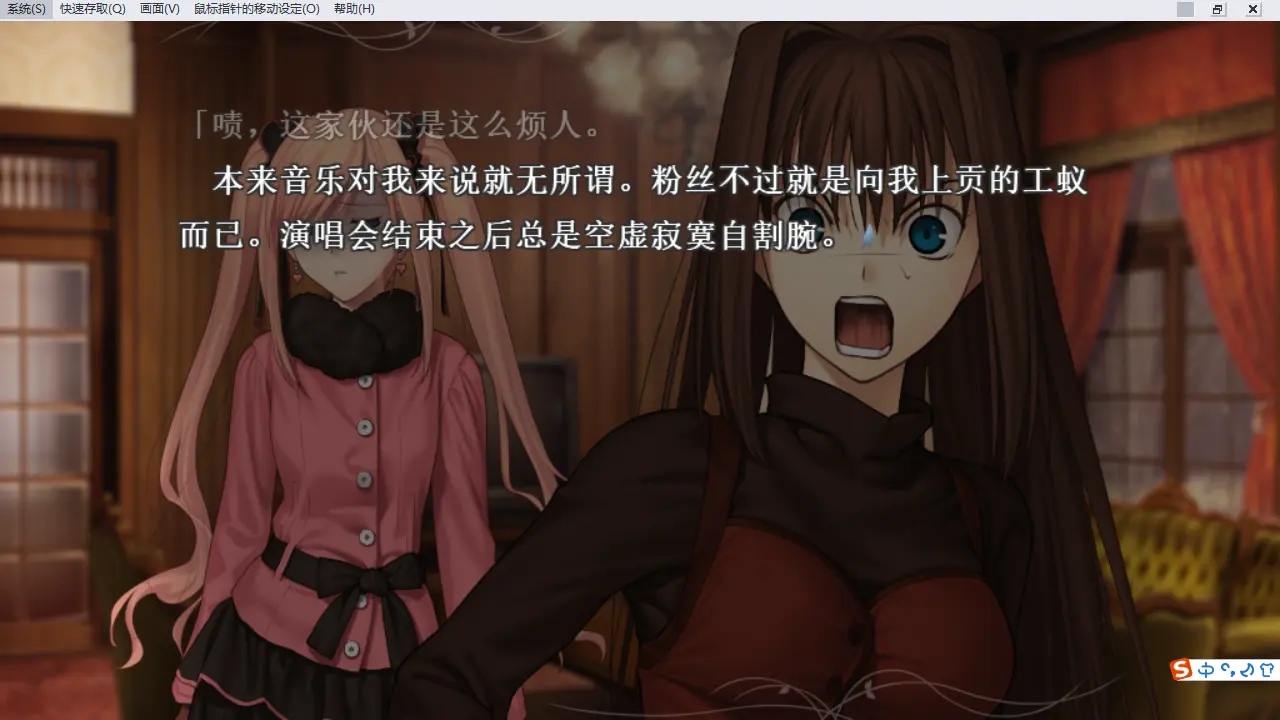 系统(S) 快速存取(Q) 画面(V) 鼠标指针的移动设定(O) 帮助(H)
「啧，这家伙还是这么烦人。
本来音乐对我来说就无所谓。粉丝不过就是向我上贡的工蚁
而已。演唱会结束之后总是空虚寂寞自割腕。
S中